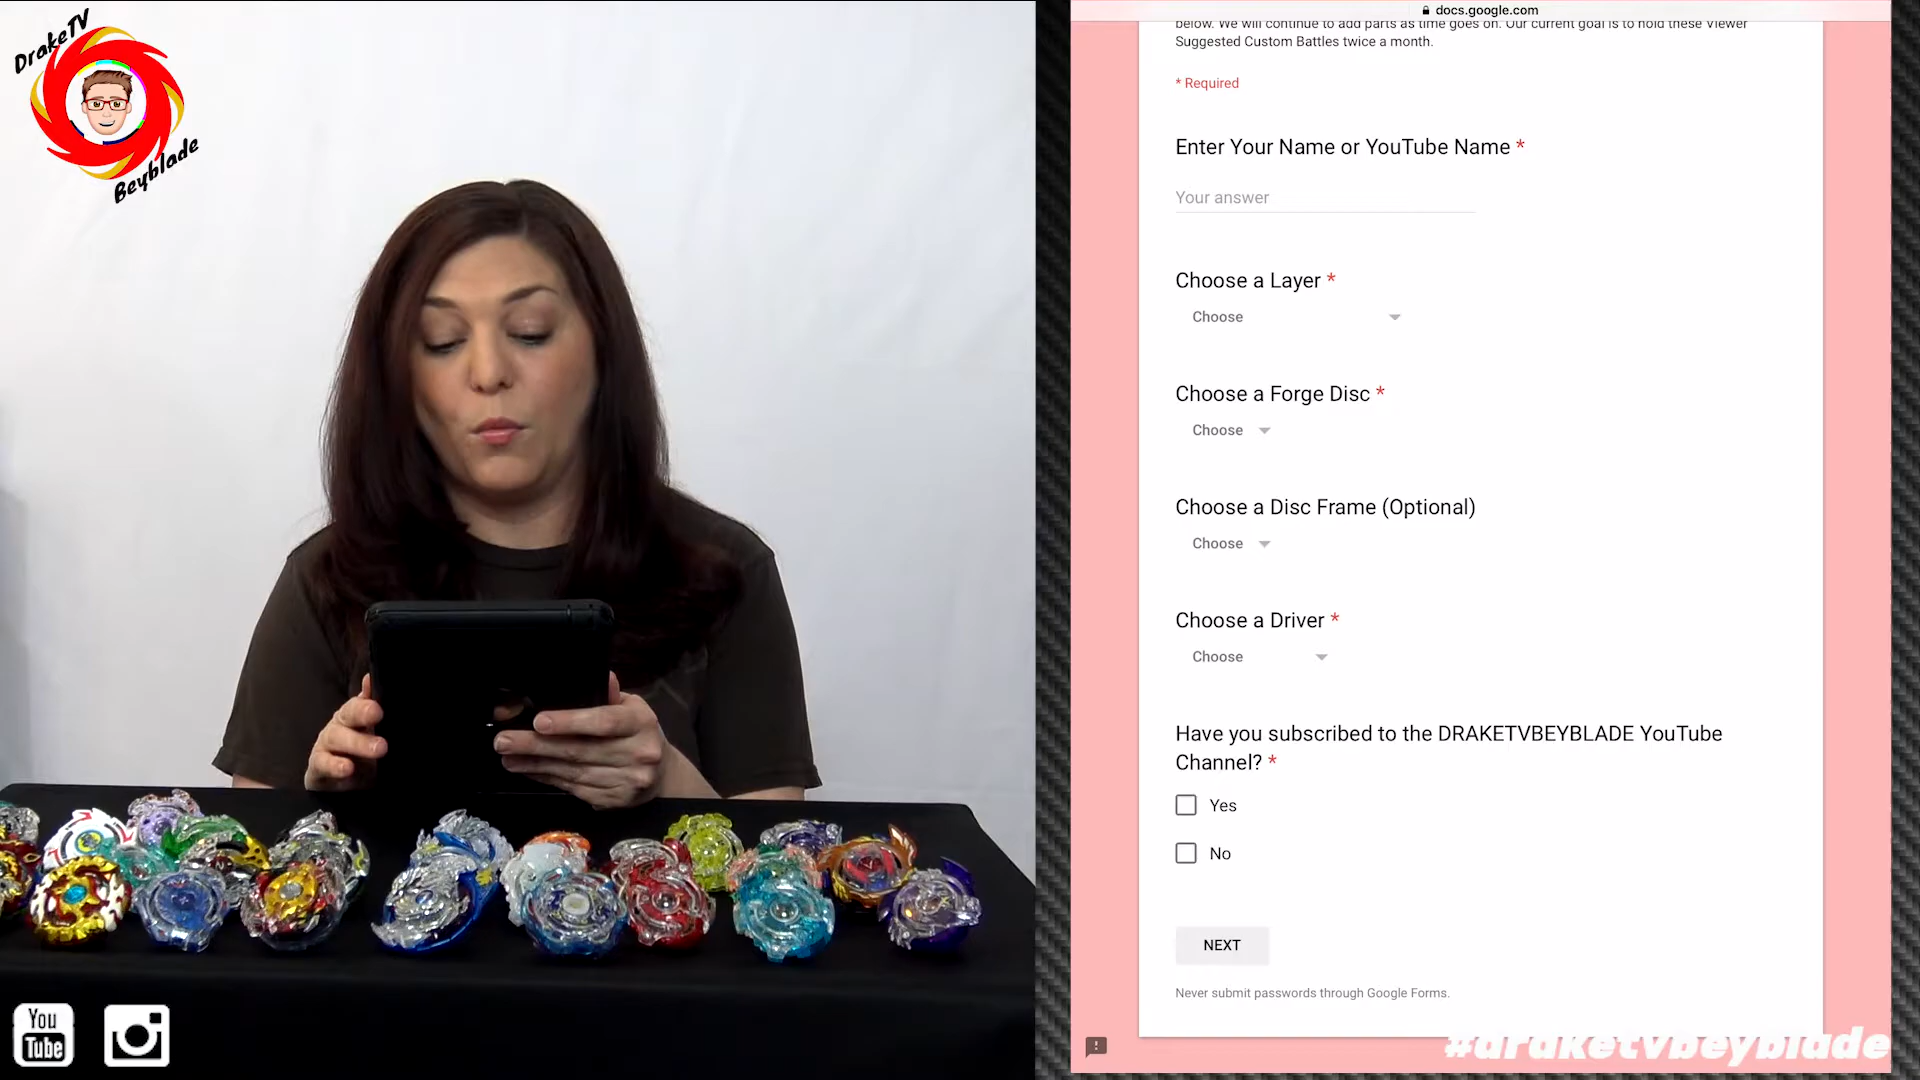 DrakeTV
Beyblade
You
Tube
docs.google.com
below. We will continue to add parts as time goes on. Our current goal is to hold these Viewer
Suggested Custom Battles twice a month.
* Required
Enter Your Name or YouTube Name *
Your answer
Choose a Layer *
Choose
Choose a Forge Disc *
Choose
Choose a Disc Frame (Optional)
Choose
Choose a Driver *
Choose
Have you subscribed to the DRAKETVBEYBLADE YouTube
Channel? *
Yes
No
NEXT
Never submit passwords through Google Forms.
#draketvbeyblade